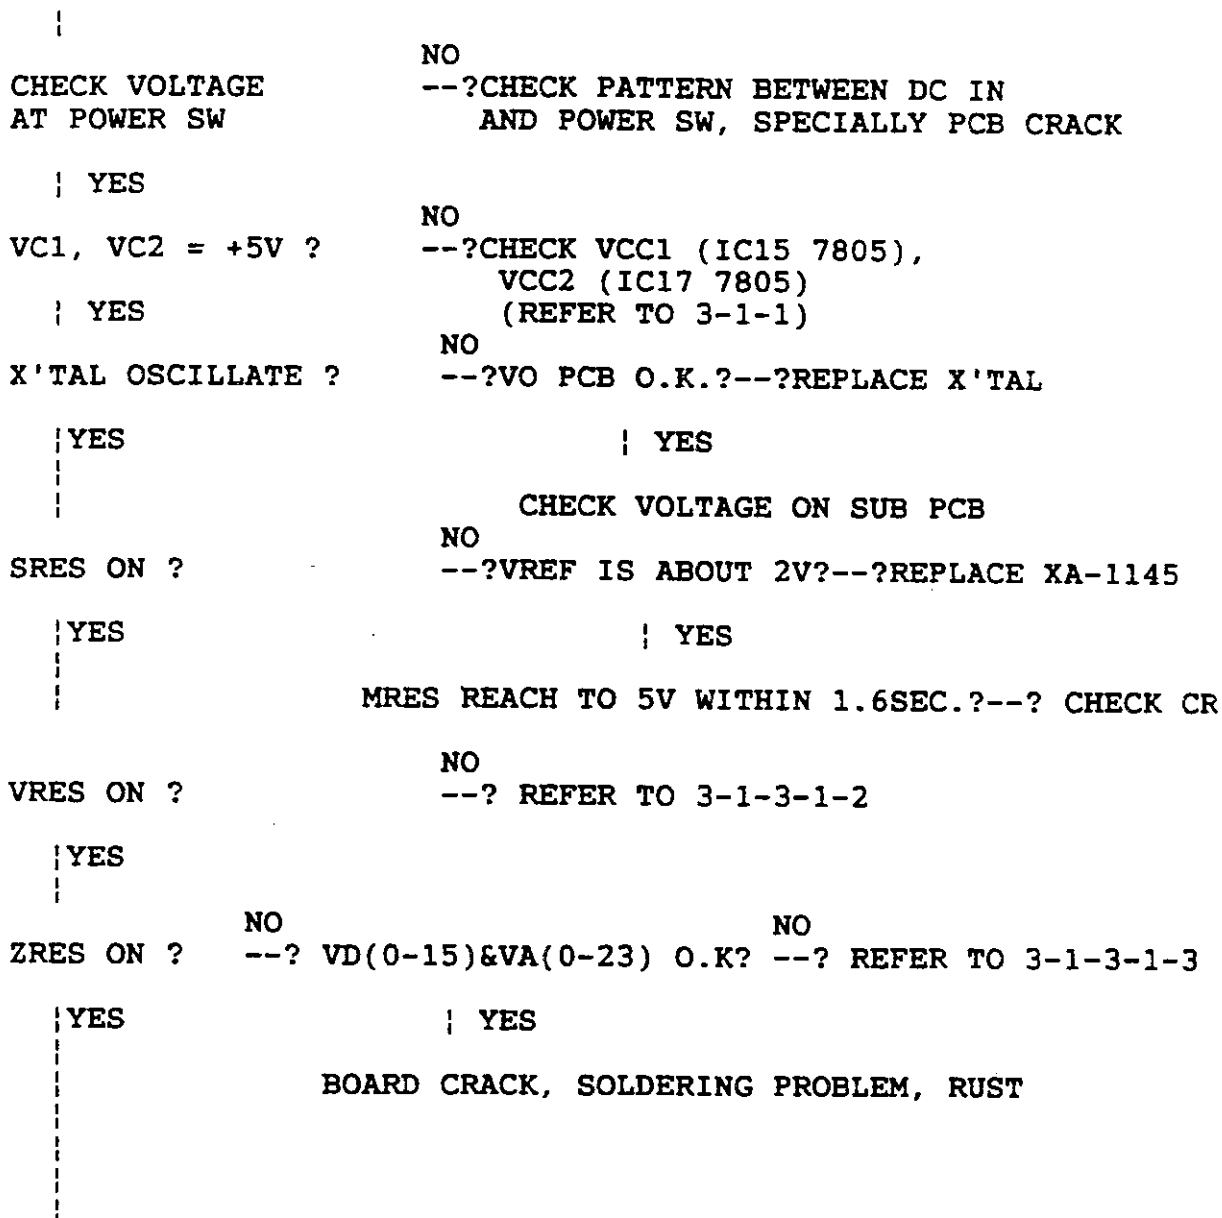 NO
CHECK VOLTAGE --?CHECK PATTERN BETWEEN DC IN
AT POWER SW AND POWER SW, SPECIALLY PCB CRACK
¦ YES
NO
VC1, VC2 = +5V ? --?CHECK VCC1 (IC15 7805),
VCC2 (IC17 7805)
¦ YES (REFER TO 3-1-1)
NO
X'TAL OSCILLATE ? --?VO PCB O.K.?--?REPLACE X'TAL
¦YES ¦ YES
CHECK VOLTAGE ON SUB PCB
NO
SRES ON ? --?VREF IS ABOUT 2V?--?REPLACE XA-1145
¦YES ¦ YES
MRES REACH TO 5V WITHIN 1.6SEC.?--? CHECK CR
NO
VRES ON ? --? REFER TO 3-1-3-1-2
¦YES
NO NO
ZRES ON ? --? VD(0-15)&VA(0-23) O.K? --? REFER TO 3-1-3-1-3
¦YES ¦ YES
BOARD CRACK, SOLDERING PROBLEM, RUST